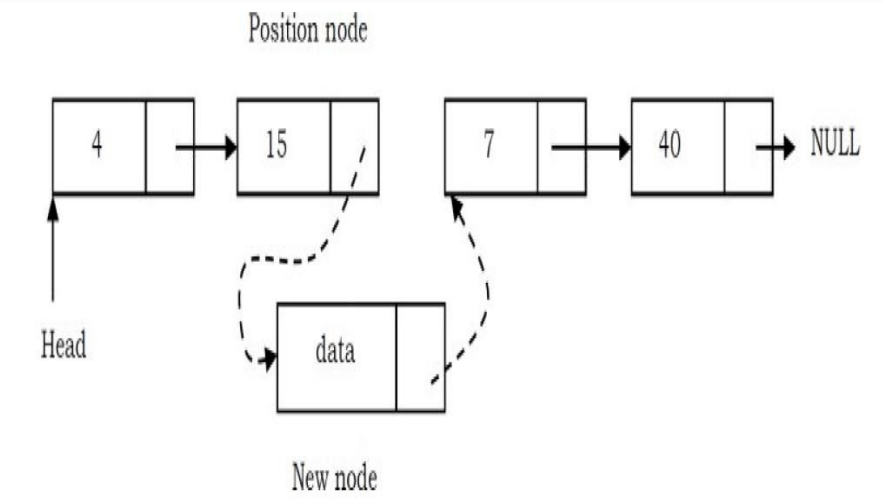 Position node
4
15
7
40
NULL
Head
data
New node